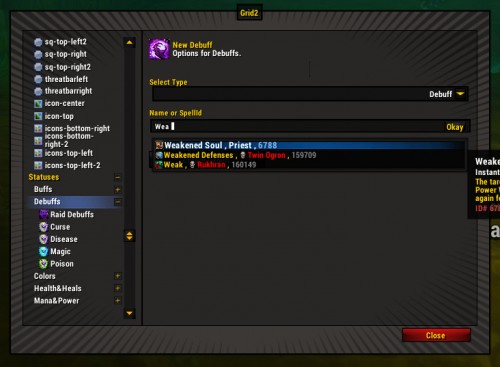 Grid2
sq-top-left2
sq-top-right
sq-top-right2
threatbarleft
threatbarright
icon-center
icon-top
icons-bottom-right
icons-bottom-
right-2
icons-top-left
icons-top-left-2
Statuses
Buffs
Debuffs
Raid Debuffs
Curse
Disease
Magic
Poison
Colors
Health&Heals
Mana&Power
New Debuff
Options for Debuffs.
Select Type
Debuff
Name or SpellId
Wea
Okay
Weakened Soul , Priest , 6788
Weakened Defenses , Twin Ogron , 159709
Weak , Rukhran , 160149
Weake
Instant
The tar
Power
again fo
ID# 678
a
Close